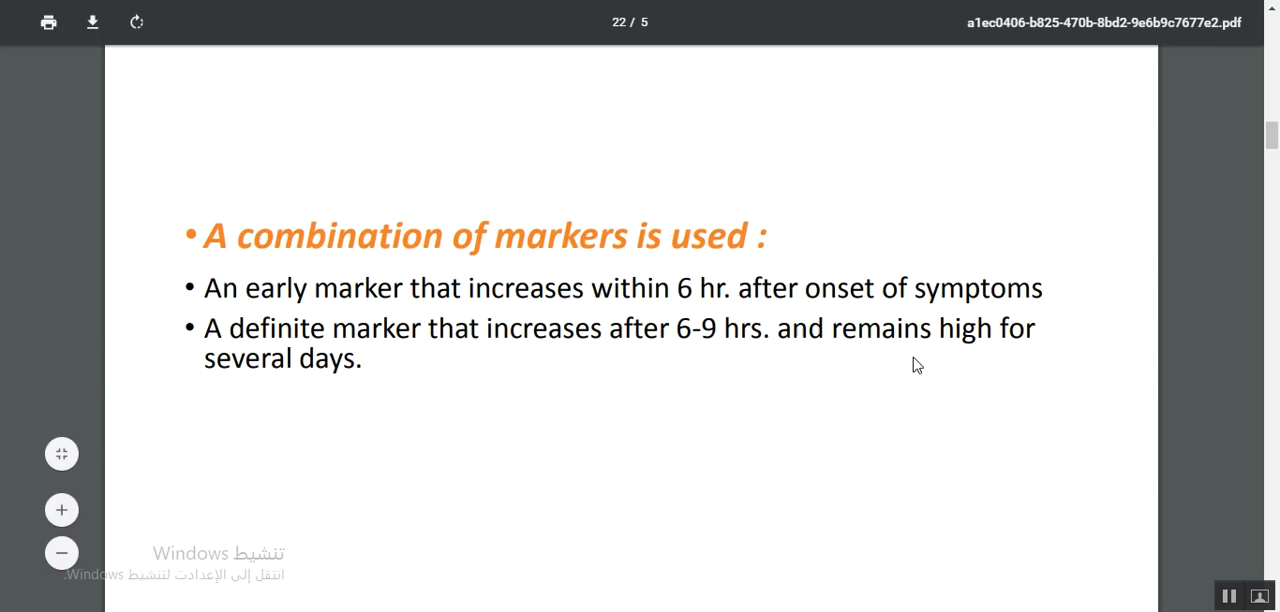 22 / 5
a1ec0406-b825-470b-8bd2-9e6b9c7677e2.pdf
• A combination of markers is used :
• An early marker that increases within 6 hr. after onset of symptoms
• A definite marker that increases after 6-9 hrs. and remains high for
several days.
تنشيط Windows
انتقل إلى الإعدادات لتنشيط Windows.